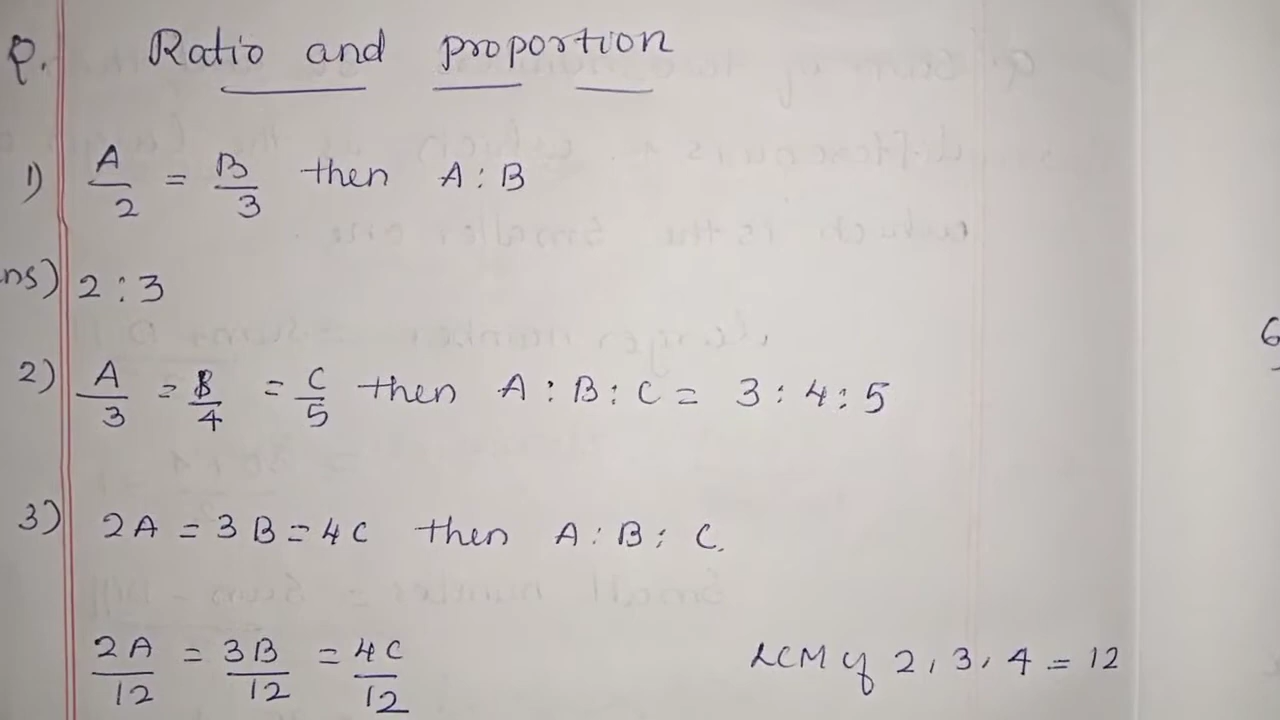 Q. Ratio and proportion
1) A/2 = B/3 then A : B
ns) 2 : 3
2) A/3 = B/4 = C/5 then A : B : C = 3 : 4 : 5
3) 2A = 3B = 4C then A : B : C.
2A/12 = 3B/12 = 4C/12 LCM of 2, 3, 4 = 12